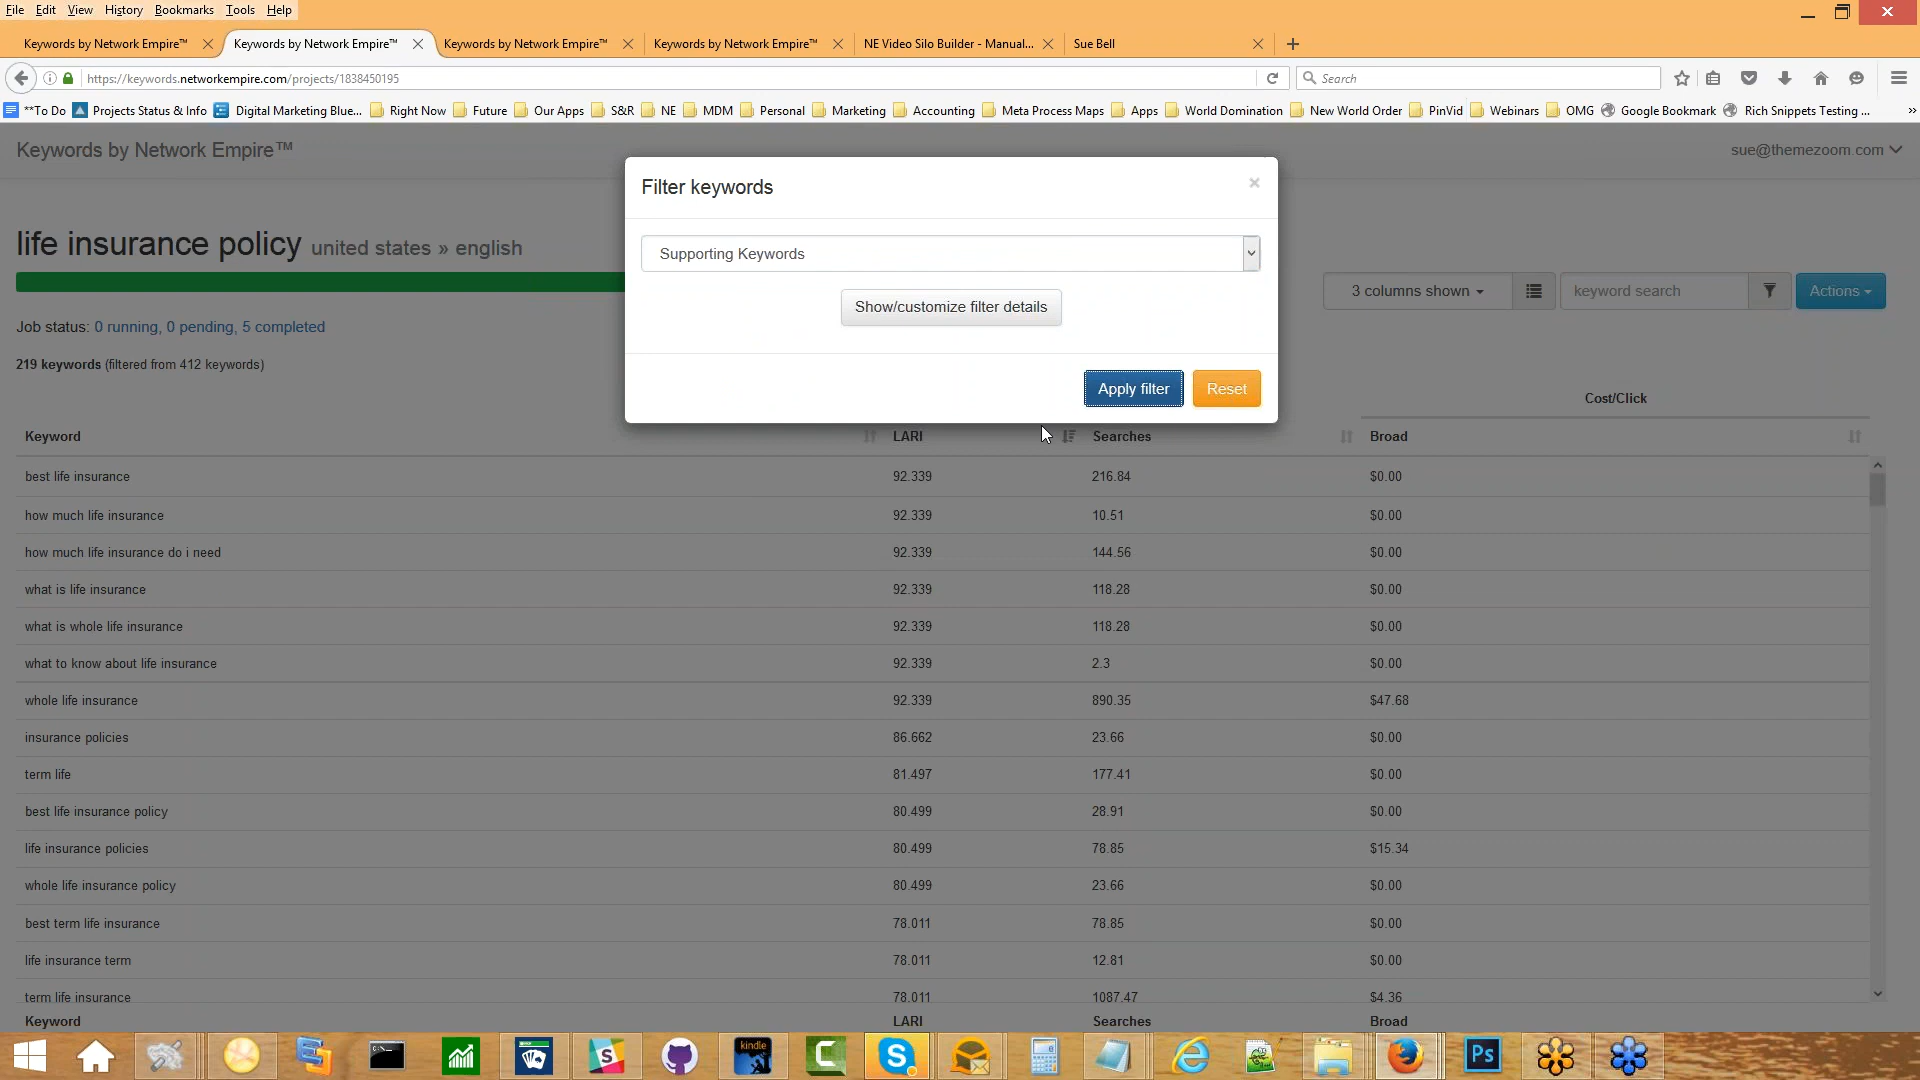 File Edit View History Bookmarks Tools Help
Keywords by Network Empire™ Keywords by Network Empire™ Keywords by Network Empire™ Keywords by Network Empire™ NE Video Silo Builder - Manual... Sue Bell
https://keywords.networkempire.com/projects/1838450195 Search
**To Do Projects Status & Info Digital Marketing Blue... Right Now Future Our Apps S&R NE MDM Personal Marketing Accounting Meta Process Maps Apps World Domination New World Order PinVid Webinars OMG Google Bookmark Rich Snippets Testing ... »
Keywords by Network Empire™ sue@themezoom.com
Filter keywords
Supporting Keywords
Show/customize filter details
Apply filter Reset
life insurance policy united states » english
3 columns shown keyword search Actions
Job status: 0 running, 0 pending, 5 completed
219 keywords (filtered from 412 keywords)
Cost/Click
Keyword LARI Searches Broad
best life insurance 92.339 216.84 $0.00
how much life insurance 92.339 10.51 $0.00
how much life insurance do i need 92.339 144.56 $0.00
what is life insurance 92.339 118.28 $0.00
what is whole life insurance 92.339 118.28 $0.00
what to know about life insurance 92.339 2.3 $0.00
whole life insurance 92.339 890.35 $47.68
insurance policies 86.662 23.66 $0.00
term life 81.497 177.41 $0.00
best life insurance policy 80.499 28.91 $0.00
life insurance policies 80.499 78.85 $15.34
whole life insurance policy 80.499 23.66 $0.00
best term life insurance 78.011 78.85 $0.00
life insurance term 78.011 12.81 $0.00
term life insurance 78.011 1087.47 $4.36
Keyword LARI Searches Broad
kindle
Ps